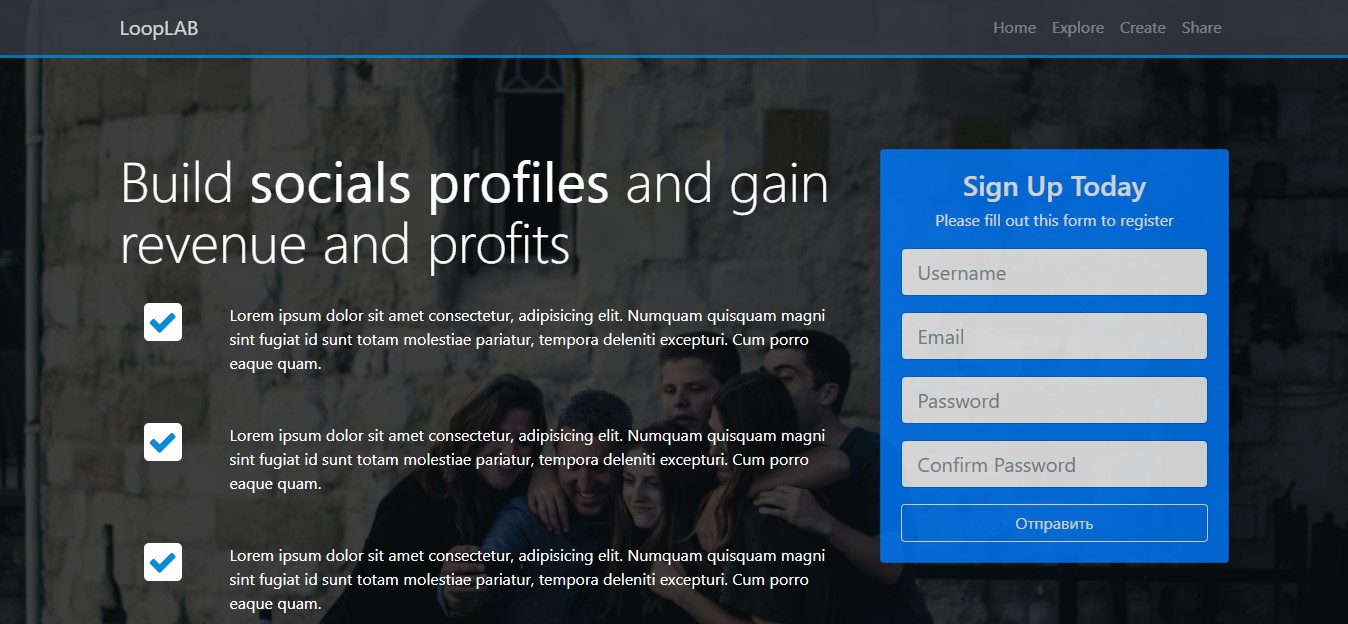 LoopLAB
Home Explore Create Share
Build socials profiles and gain
revenue and profits
Lorem ipsum dolor sit amet consectetur, adipisicing elit. Numquam quisquam magni
sint fugiat id sunt totam molestiae pariatur, tempora deleniti excepturi. Cum porro
eaque quam.
Lorem ipsum dolor sit amet consectetur, adipisicing elit. Numquam quisquam magni
sint fugiat id sunt totam molestiae pariatur, tempora deleniti excepturi. Cum porro
eaque quam.
Lorem ipsum dolor sit amet consectetur, adipisicing elit. Numquam quisquam magni
sint fugiat id sunt totam molestiae pariatur, tempora deleniti excepturi. Cum porro
eaque quam.
Sign Up Today
Please fill out this form to register
Username
Email
Password
Confirm Password
Отправить